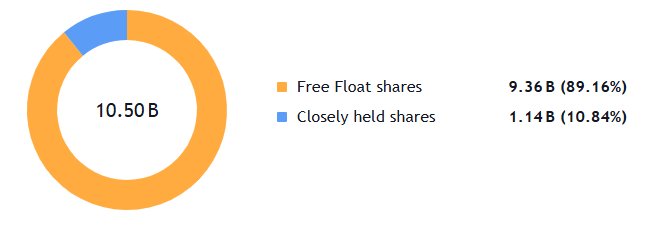 10.50 B
Free Float shares 9.36 B (89.16%)
Closely held shares 1.14 B (10.84%)